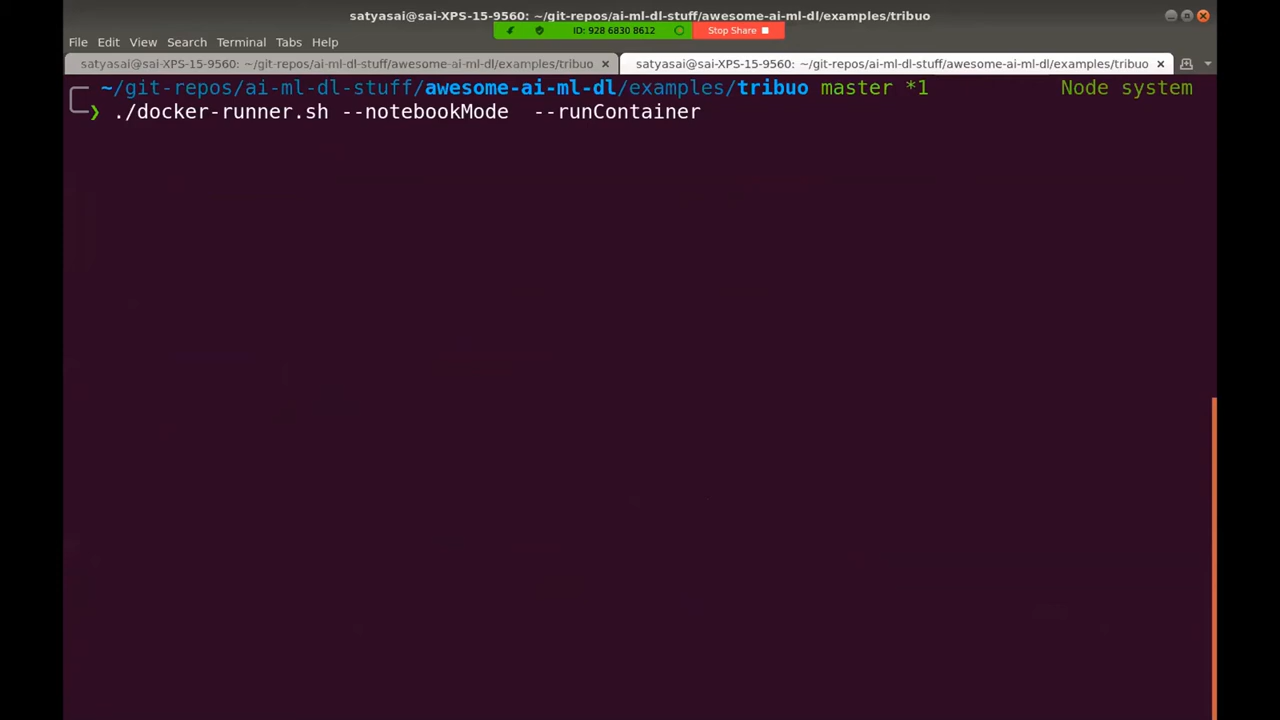 satyasai@sai-XPS-15-9560: ~/git-repos/ai-ml-dl-stuff/awesome-ai-ml-dl/examples/tribuo
ID: 928 6830 8612
Stop Share
File Edit View Search Terminal Tabs Help
satyasai@sai-XPS-15-9560: ~/git-repos/ai-ml-dl-stuff/awesome-ai-ml-dl/examples/tribuo × satyasai@sai-XPS-15-9560: ~/git-repos/ai-ml-dl-stuff/awesome-ai-ml-dl/examples/tribuo ×
~/git-repos/ai-ml-dl-stuff/awesome-ai-ml-dl/examples/tribuo master *1 Node system
❯ ./docker-runner.sh --notebookMode  --runContainer